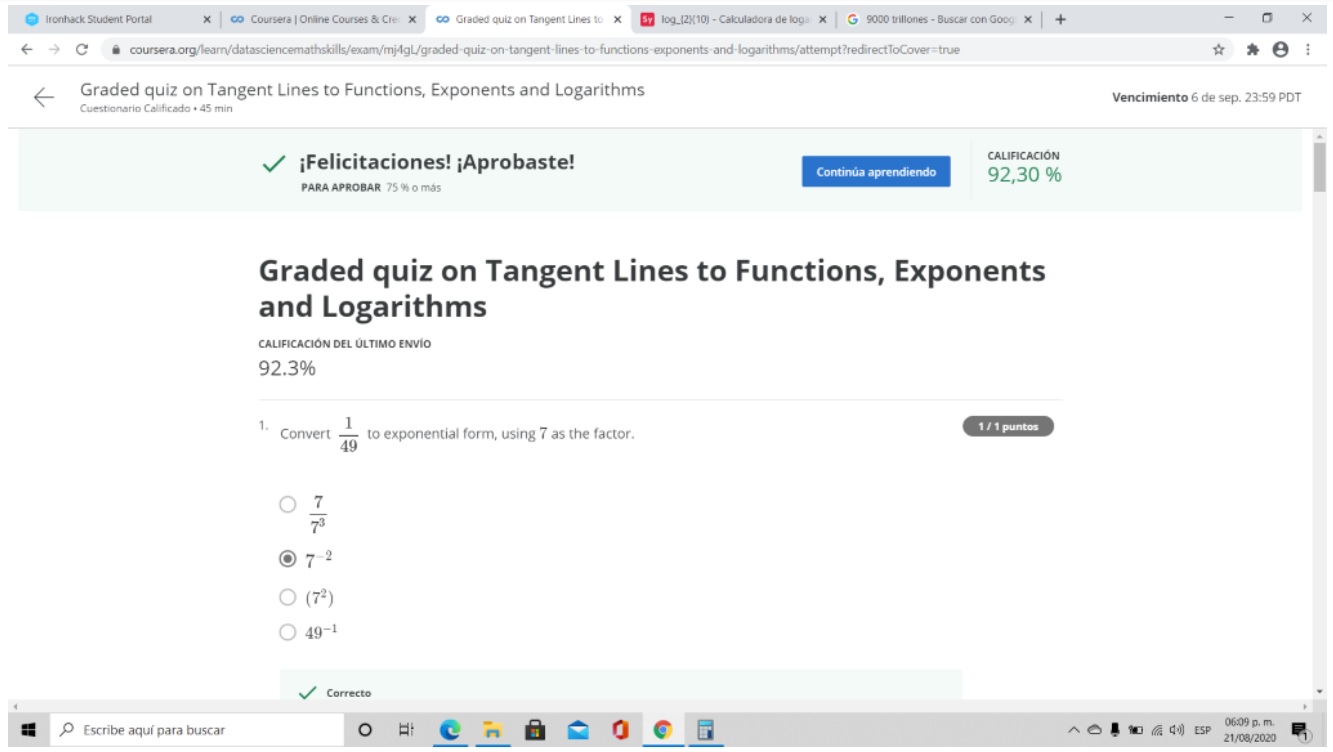 Ironhack Student Portal
Coursera | Online Courses & Cre
Graded quiz on Tangent Lines to
Sy log_{2}(10) - Calculadora de loga
G 9000 trillones - Buscar con Goog
coursera.org/learn/datasciencemathskills/exam/mj4gL/graded-quiz-on-tangent-lines-to-functions-exponents-and-logarithms/attempt?redirectToCover=true
Graded quiz on Tangent Lines to Functions, Exponents and Logarithms
Cuestionario Calificado • 45 min
Vencimiento 6 de sep. 23:59 PDT
¡Felicitaciones! ¡Aprobaste!
PARA APROBAR 75 % o más
Continúa aprendiendo
CALIFICACIÓN
92,30 %
Graded quiz on Tangent Lines to Functions, Exponents
and Logarithms
CALIFICACIÓN DEL ÚLTIMO ENVÍO
92.3%
1. Convert 1/49 to exponential form, using 7 as the factor.
1 / 1 puntos
7/7³
7⁻²
(7²)
49⁻¹
Correcto
Escribe aquí para buscar
ESP
06:09 p. m.
21/08/2020
1